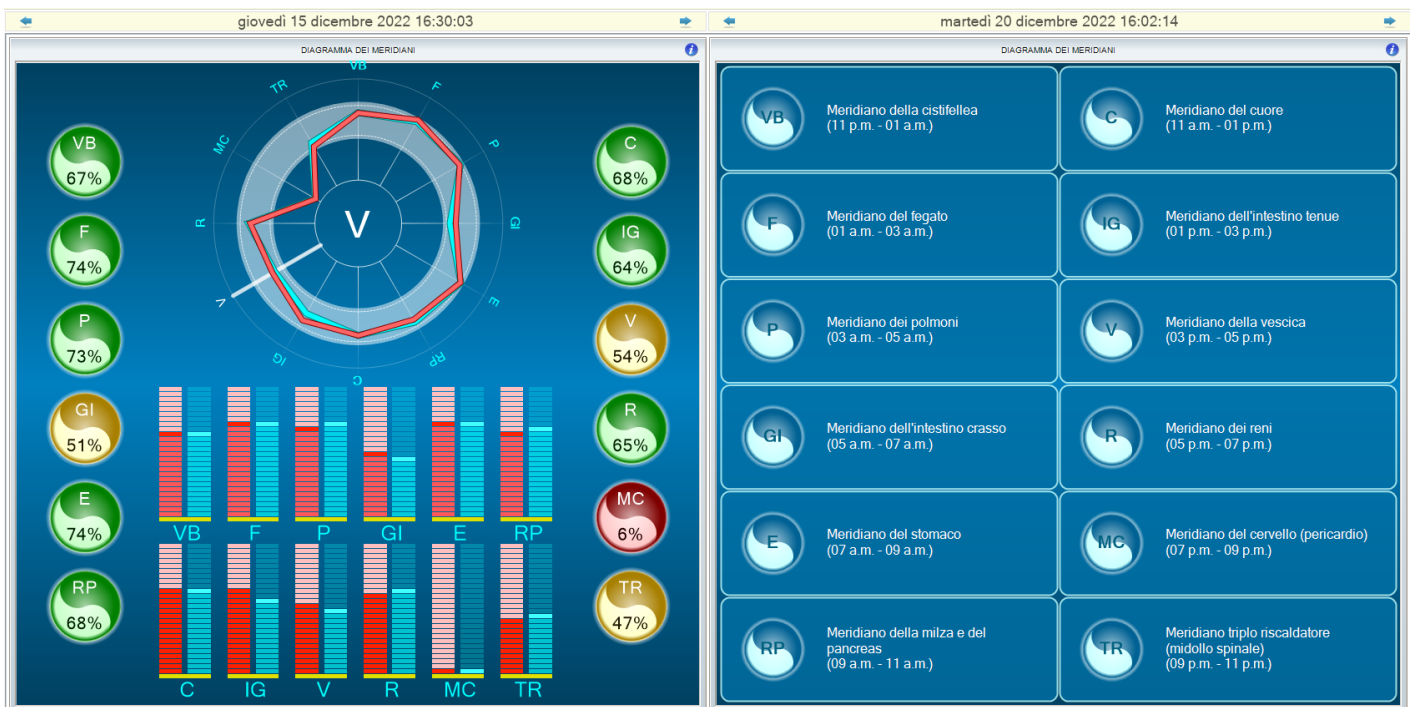 giovedì 15 dicembre 2022 16:30:03
DIAGRAMMA DEI MERIDIANI
VB
F
P
GI
E
RP
C
IG
V
R
MC
TR
V
VB
67%
F
74%
P
73%
GI
51%
E
74%
RP
68%
C
68%
IG
64%
V
54%
R
65%
MC
6%
TR
47%
VB F P GI E RP
C IG V R MC TR
martedì 20 dicembre 2022 16:02:14
DIAGRAMMA DEI MERIDIANI
VB
Meridiano della cistifellea
(11 p.m. - 01 a.m.)
C
Meridiano del cuore
(11 a.m. - 01 p.m.)
F
Meridiano del fegato
(01 a.m. - 03 a.m.)
IG
Meridiano dell'intestino tenue
(01 p.m. - 03 p.m.)
P
Meridiano dei polmoni
(03 a.m. - 05 a.m.)
V
Meridiano della vescica
(03 p.m. - 05 p.m.)
GI
Meridiano dell'intestino crasso
(05 a.m. - 07 a.m.)
R
Meridiano dei reni
(05 p.m. - 07 p.m.)
E
Meridiano del stomaco
(07 a.m. - 09 a.m.)
MC
Meridiano del cervello (pericardio)
(07 p.m. - 09 p.m.)
RP
Meridiano della milza e del
pancreas
(09 a.m. - 11 a.m.)
TR
Meridiano triplo riscaldatore
(midollo spinale)
(09 p.m. - 11 p.m.)